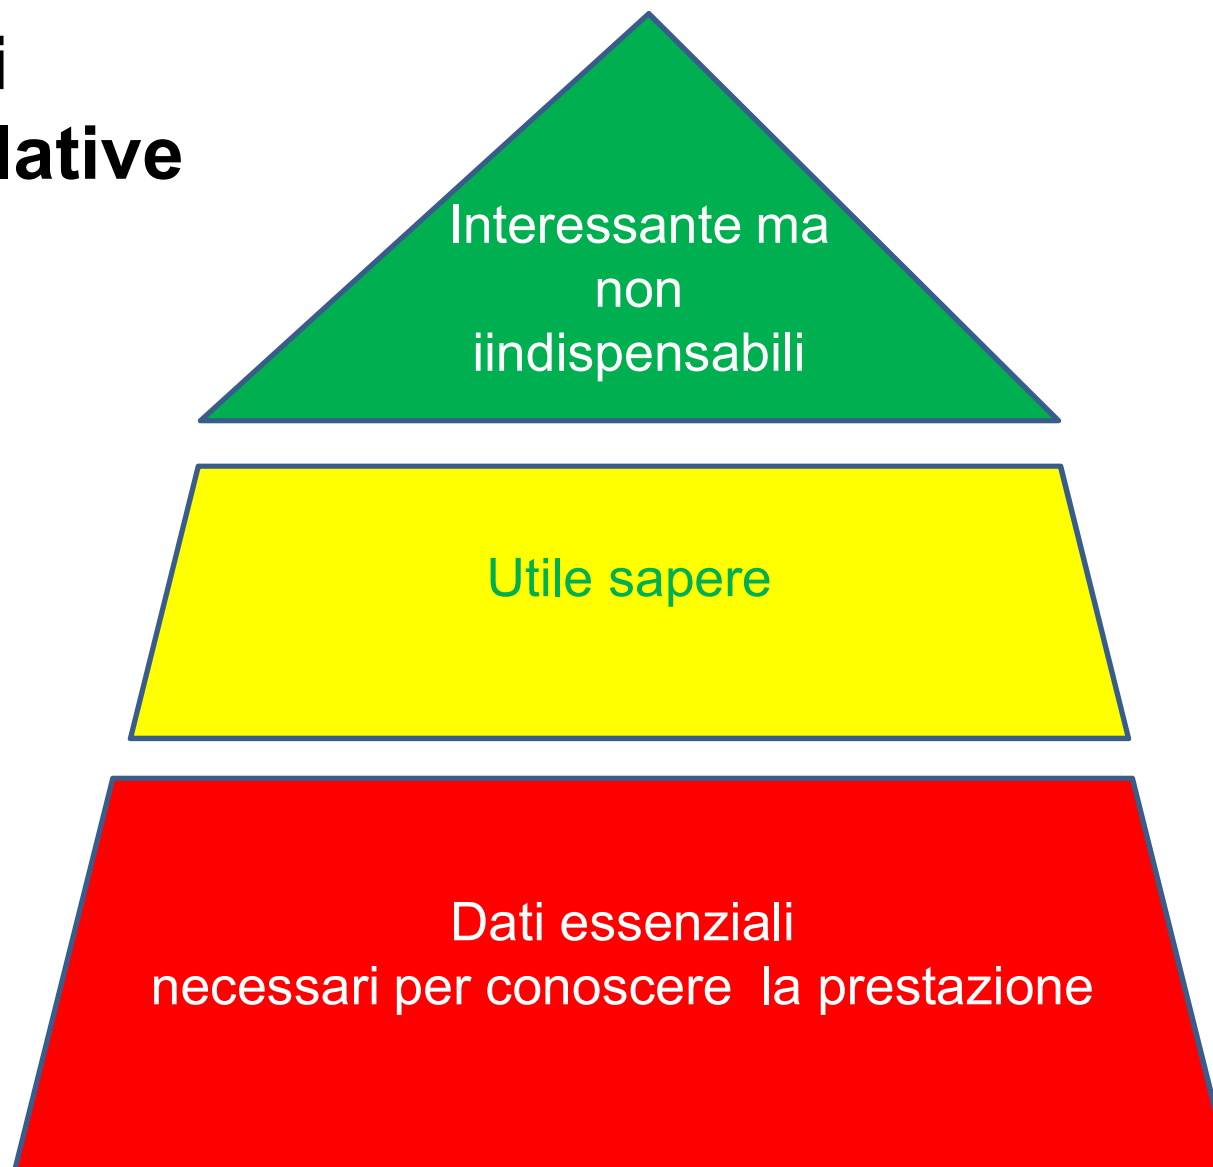 i
lative
Interessante ma
non
iindispensabili
Utile sapere
Dati essenziali
necessari per conoscere  la prestazione